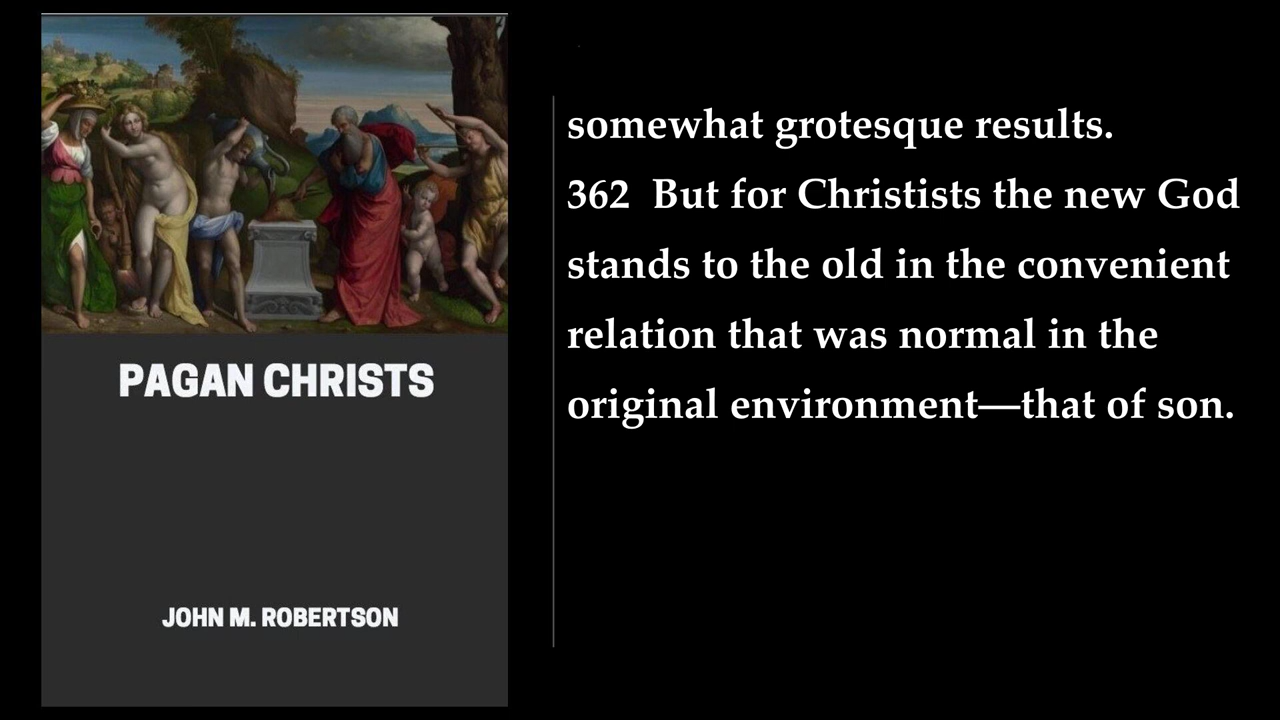 PAGAN CHRISTS
JOHN M. ROBERTSON
somewhat grotesque results.
362  But for Christists the new God
stands to the old in the convenient
relation that was normal in the
original environment—that of son.